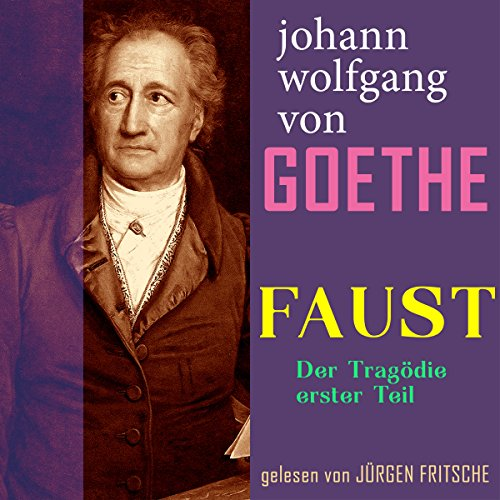 johann
wolfgang
von
GOETHE
FAUST
Der Tragödie
erster Teil
gelesen von JÜRGEN FRITSCHE